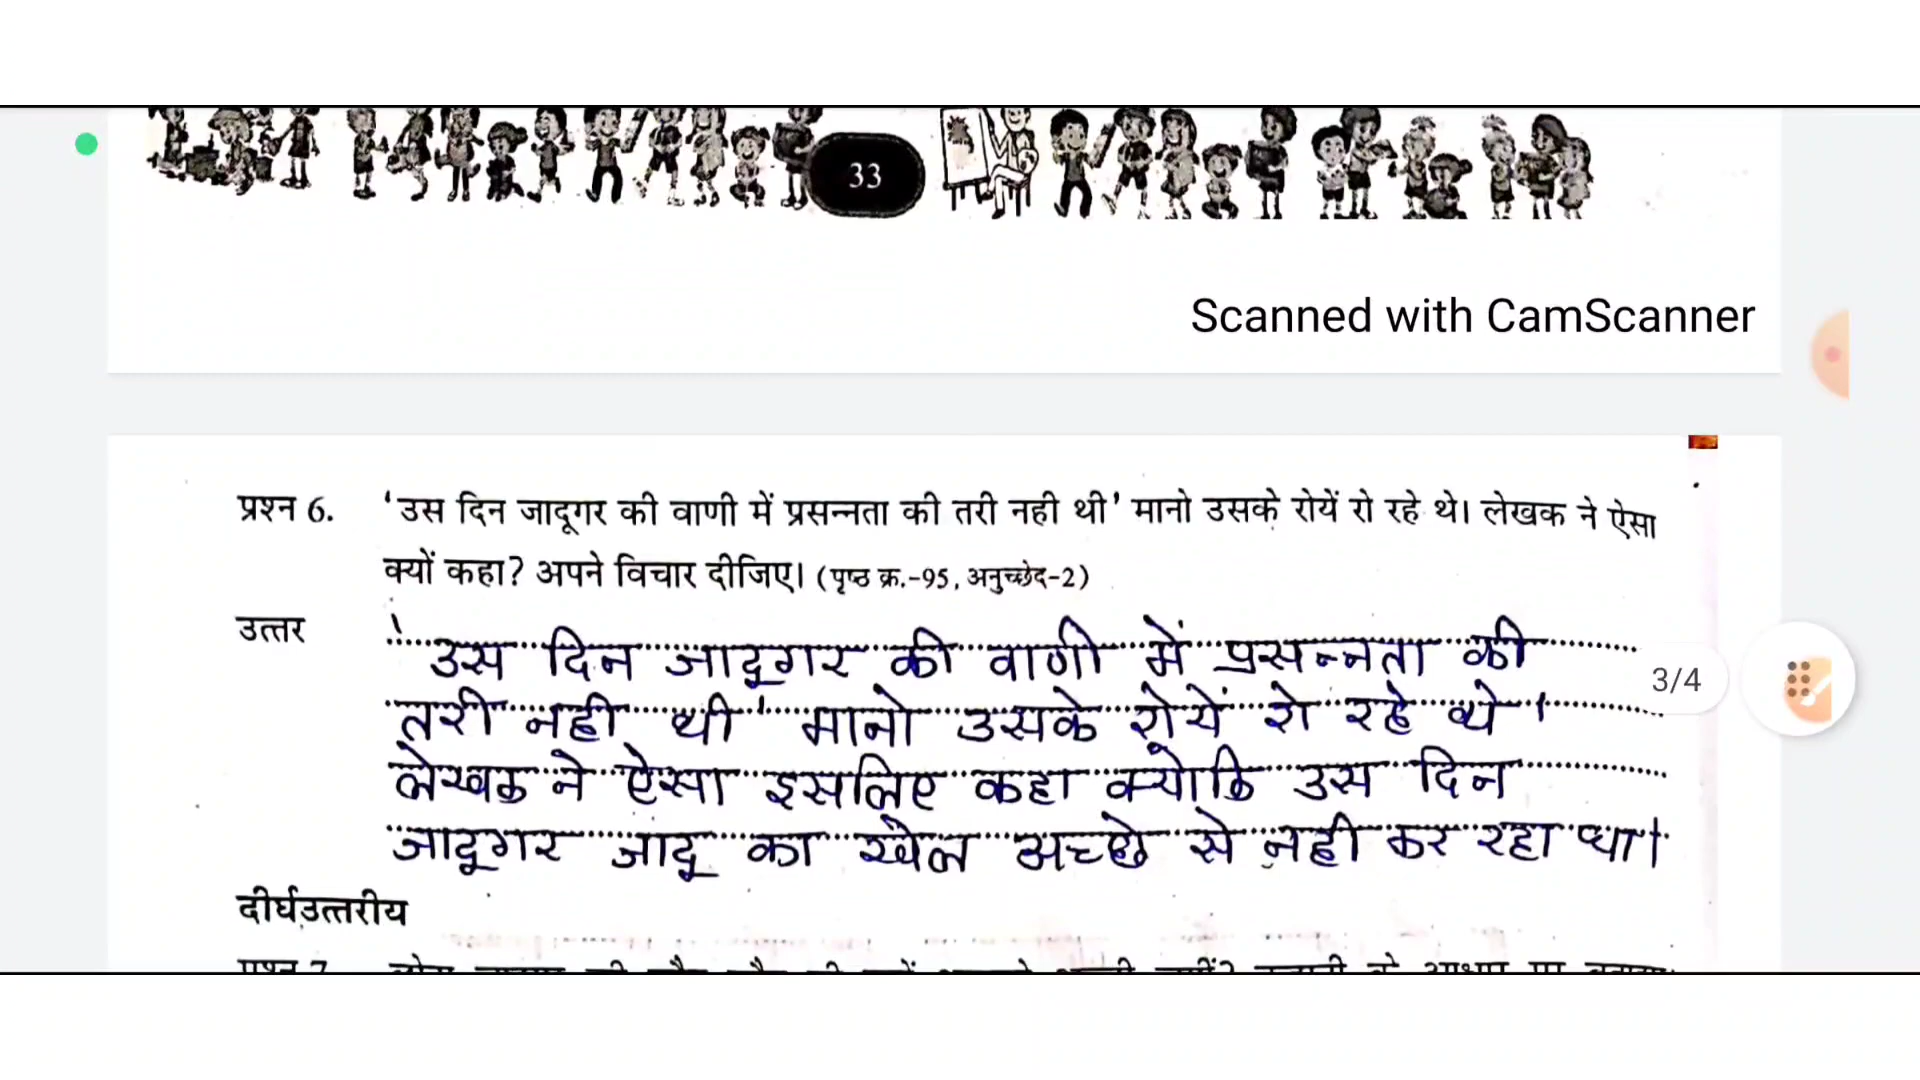 33
Scanned with CamScanner
प्रश्न 6. 'उस दिन जादूगर की वाणी में प्रसन्नता की तरी नही थी' मानो उसके रोयें रो रहे थे। लेखक ने ऐसा
क्यों कहा? अपने विचार दीजिए। (पृष्ठ क्र.-95, अनुच्छेद-2)
उत्तर ' उस दिन जादूगर की वाणी में प्रसन्नता की
3/4
तरी नही थी ' मानो उसके रोयें रो रहे थे ।
लेखक ने ऐसा इसलिए कहा क्योकि उस दिन
जादूगर जादू का खेल अच्छे से नही कर रहा था।
दीर्घउत्तरीय